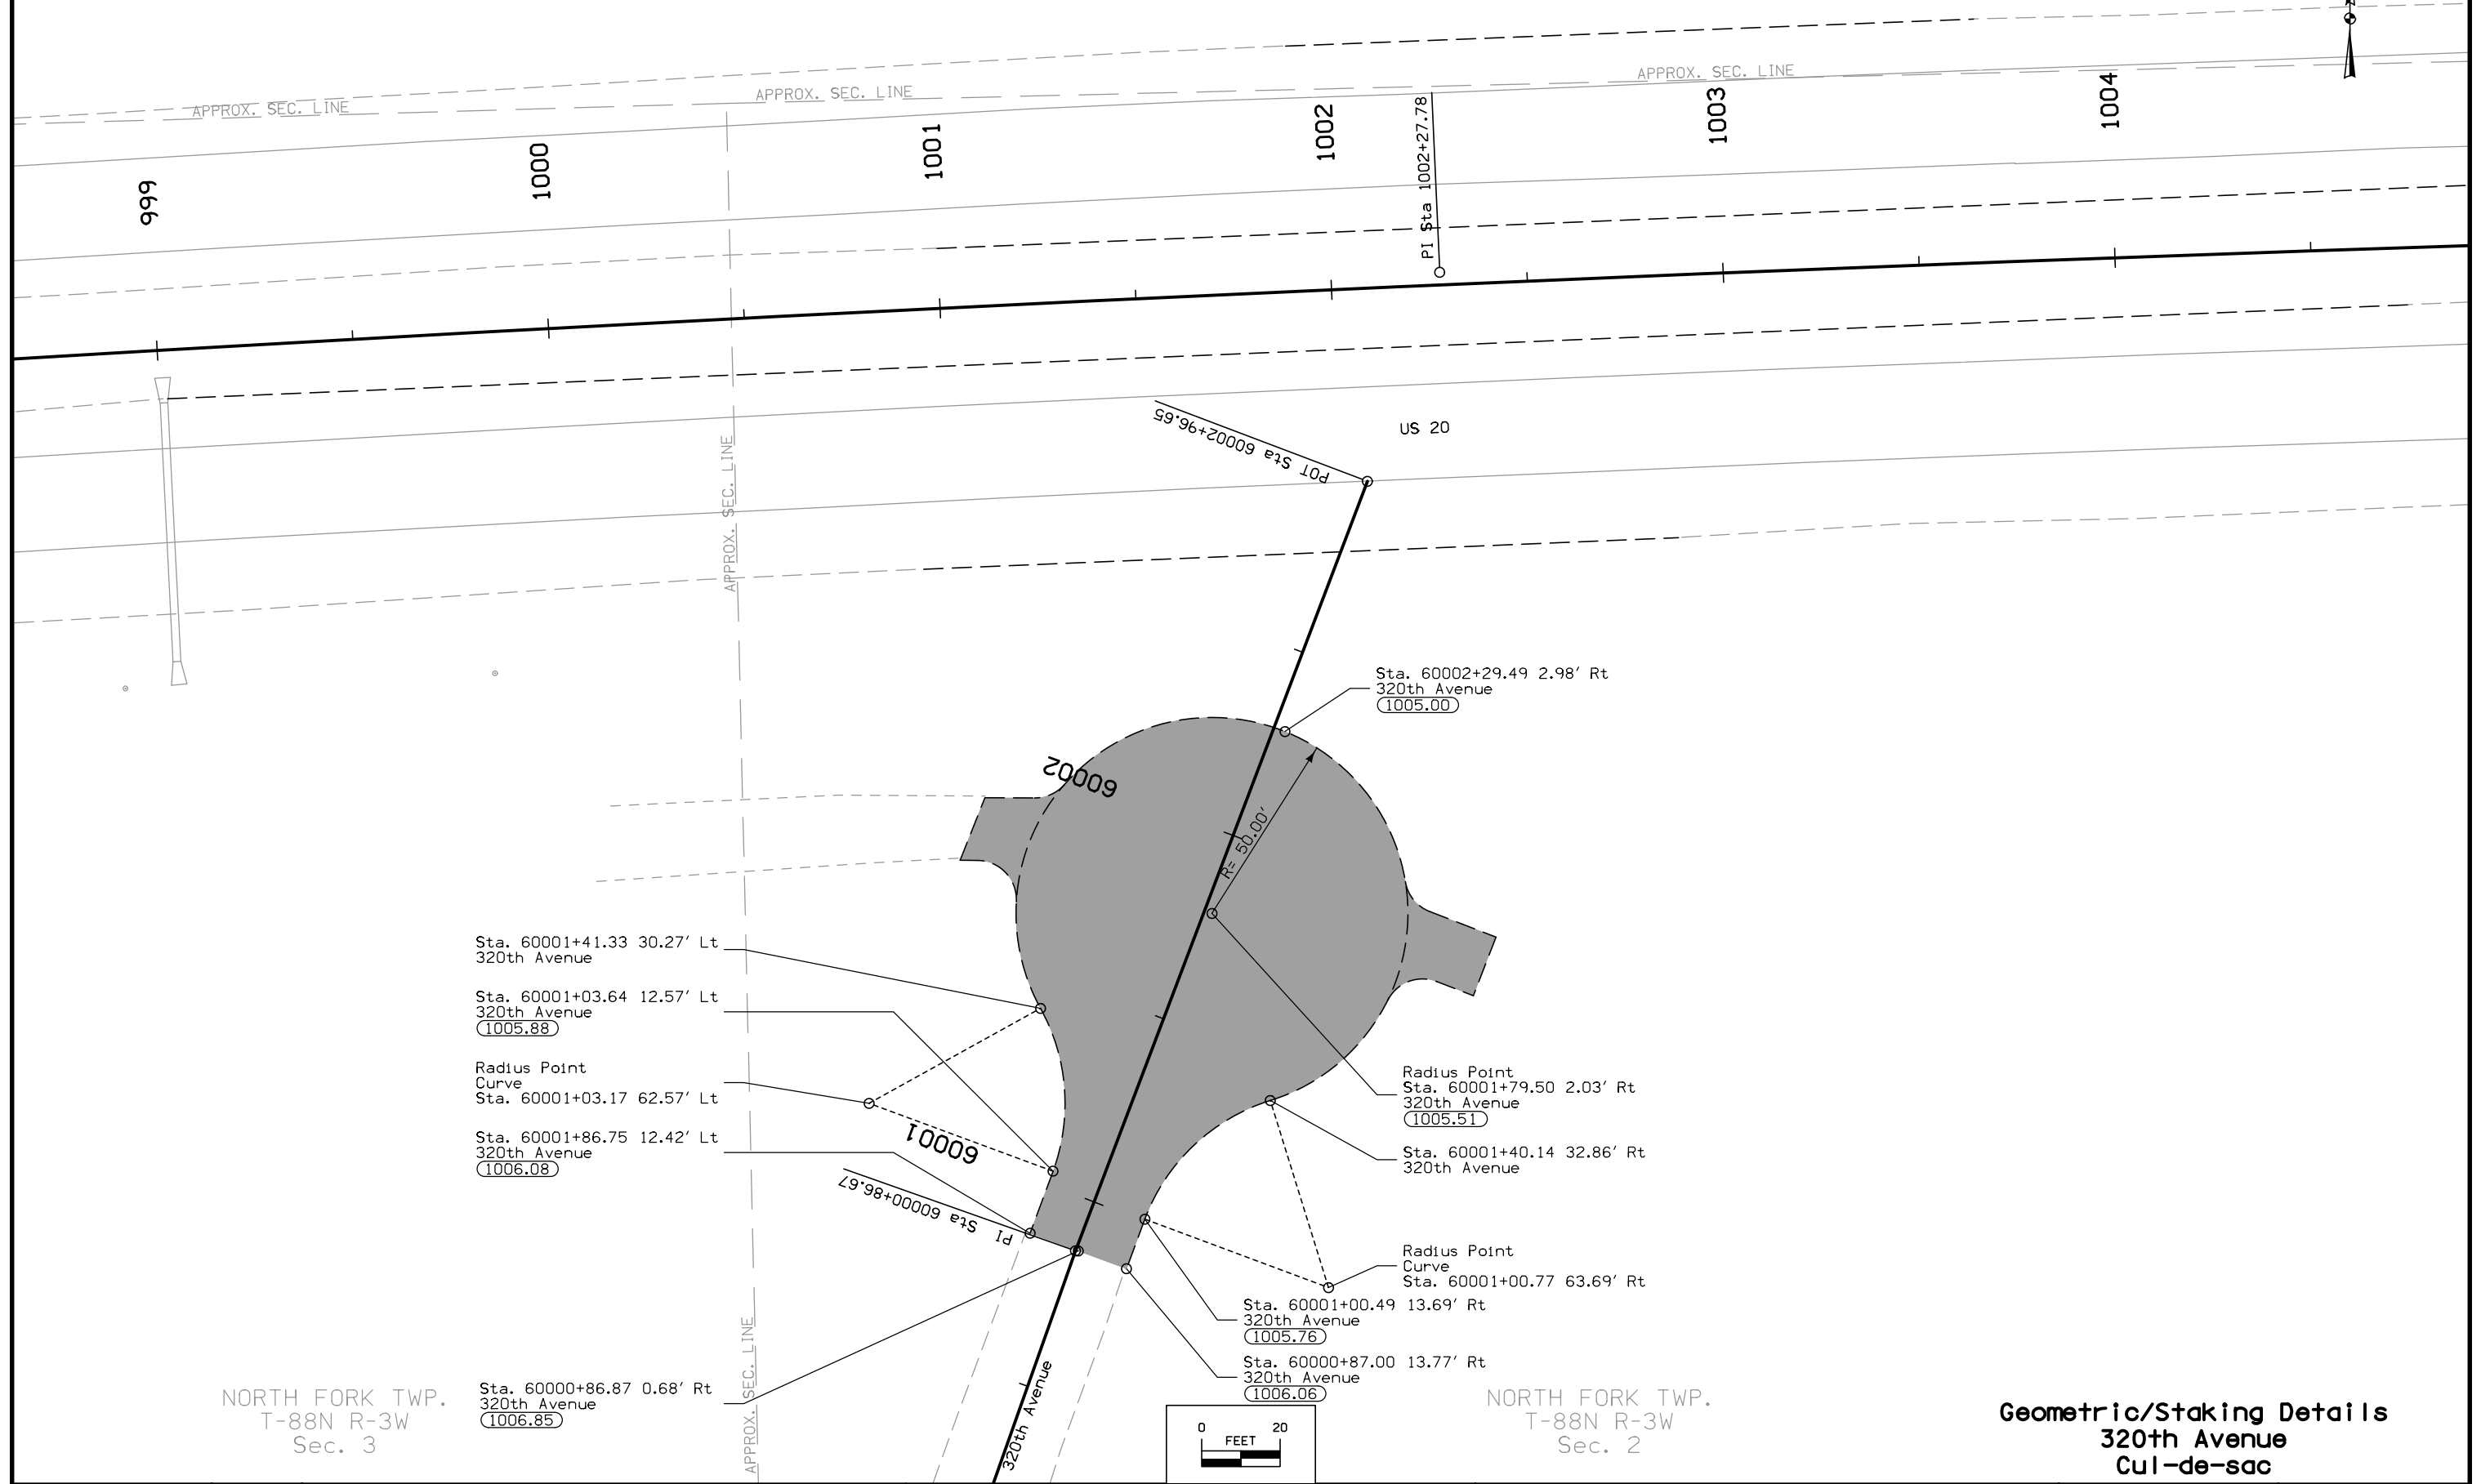 APPROX. SEC. LINE
APPROX. SEC. LINE
APPROX. SEC. LINE
999
1000
1001
1002
PI Sta 1002+27.78
1003
1004
POT Sta 60002+96.65
US 20
APPROX. SEC. LINE
Sta. 60002+29.49 2.98' Rt
320th Avenue
1005.00
60002
R= 50.00'
Sta. 60001+41.33 30.27' Lt
320th Avenue
Sta. 60001+03.64 12.57' Lt
320th Avenue
1005.88
Radius Point
Curve
Sta. 60001+03.17 62.57' Lt
Sta. 60001+86.75 12.42' Lt
320th Avenue
1006.08
60001
PI Sta 60000+86.67
Radius Point
Sta. 60001+79.50 2.03' Rt
320th Avenue
1005.51
Sta. 60001+40.14 32.86' Rt
320th Avenue
Radius Point
Curve
Sta. 60001+00.77 63.69' Rt
Sta. 60001+00.49 13.69' Rt
320th Avenue
1005.76
Sta. 60000+87.00 13.77' Rt
320th Avenue
1006.06
Sta. 60000+86.87 0.68' Rt
320th Avenue
1006.85
APPROX. SEC. LINE
320th Avenue
NORTH FORK TWP.
T-88N R-3W
Sec. 3
0 20
FEET
NORTH FORK TWP.
T-88N R-3W
Sec. 2
Geometric/Staking Details
320th Avenue
Cul-de-sac